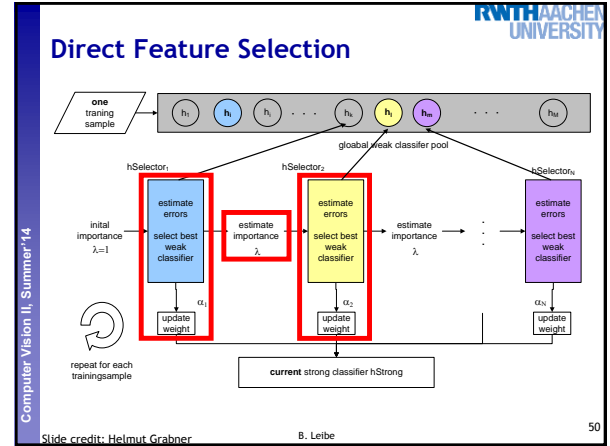 RWTHAACHEN
UNIVERSITY
Direct Feature Selection
one
traning
sample
h1 hi hj . . . hk hl hm . . . hM
gloabal weak classifer pool
hSelector1
hSelector2
hSelectorN
inital
importance
λ=1
estimate
errors
select best
weak
classifier
estimate
importance
λ
estimate
errors
select best
weak
classifier
estimate
importance
λ
. . .
estimate
errors
select best
weak
classifier
α1
α2
αN
update
weight
update
weight
update
weight
repeat for each
trainingsample
current strong classifier hStrong
Computer Vision II, Summer'14
Slide credit: Helmut Grabner
B. Leibe
50